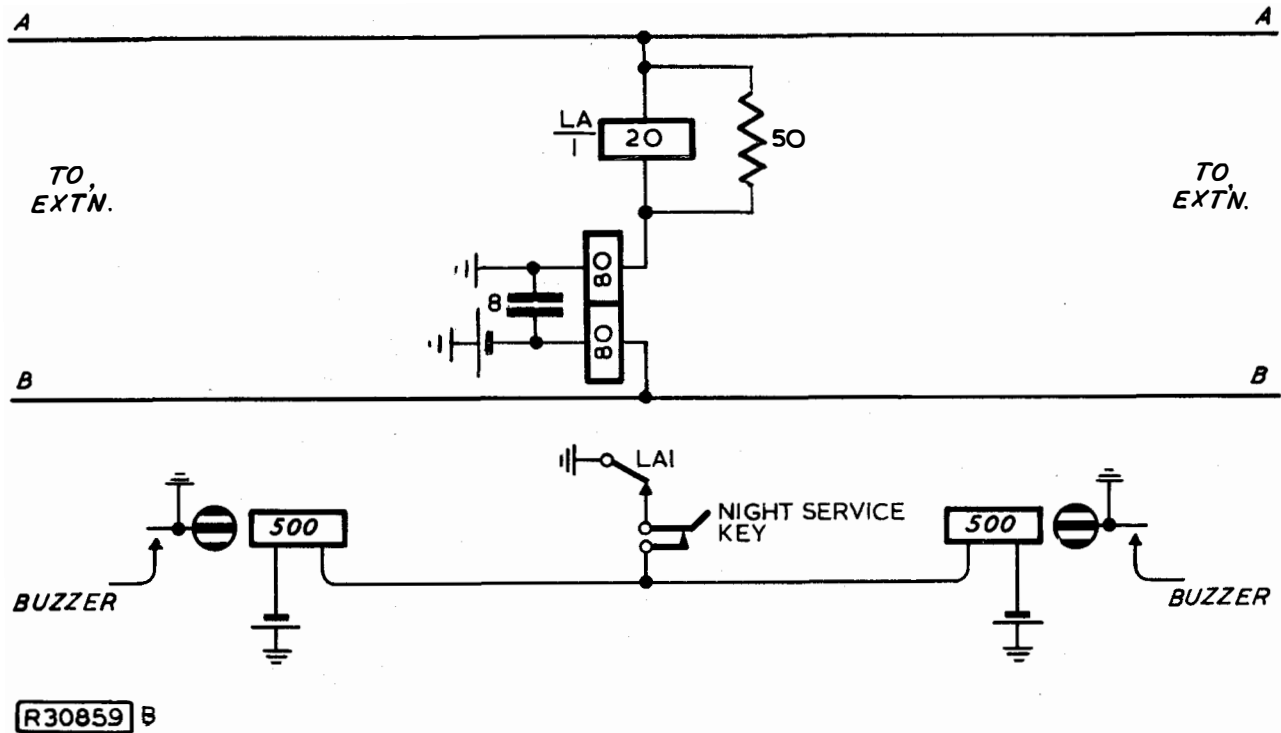 A
A
LA
1
20
50
TO,
EXT'N.
TO,
EXT'N.
80
8
80
B
B
LA1
NIGHT SERVICE
KEY
500
500
BUZZER
BUZZER
R30859 B